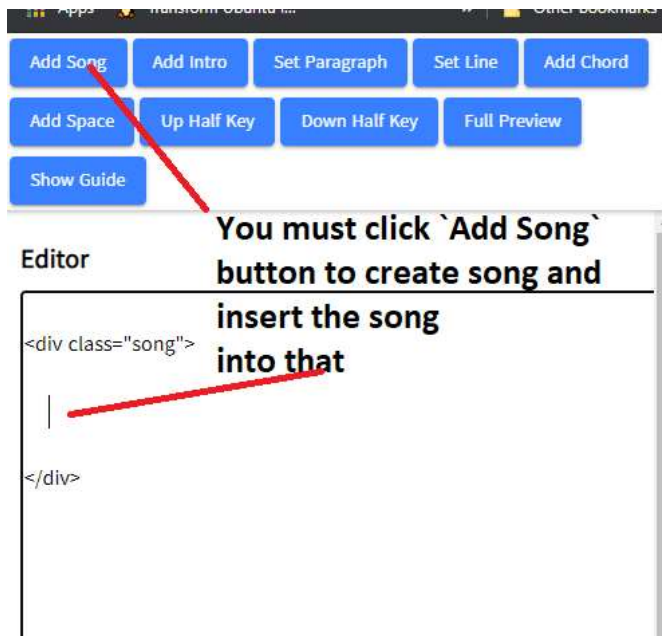 Apps Transform Ubuntu i... » Other bookmarks
Add Song Add Intro Set Paragraph Set Line Add Chord
Add Space Up Half Key Down Half Key Full Preview
Show Guide
You must click `Add Song`
button to create song and
insert the song
into that
Editor
<div class="song">
</div>